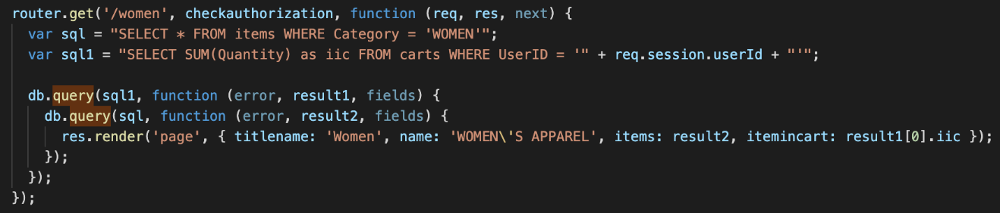 router.get('/women', checkauthorization, function (req, res, next) {
  var sql = "SELECT * FROM items WHERE Category = 'WOMEN'";
  var sql1 = "SELECT SUM(Quantity) as iic FROM carts WHERE UserID = '" + req.session.userId + "'";

  db.query(sql1, function (error, result1, fields) {
    db.query(sql, function (error, result2, fields) {
      res.render('page', { titlename: 'Women', name: 'WOMEN\'S APPAREL', items: result2, itemincart: result1[0].iic });
    });
  });
});